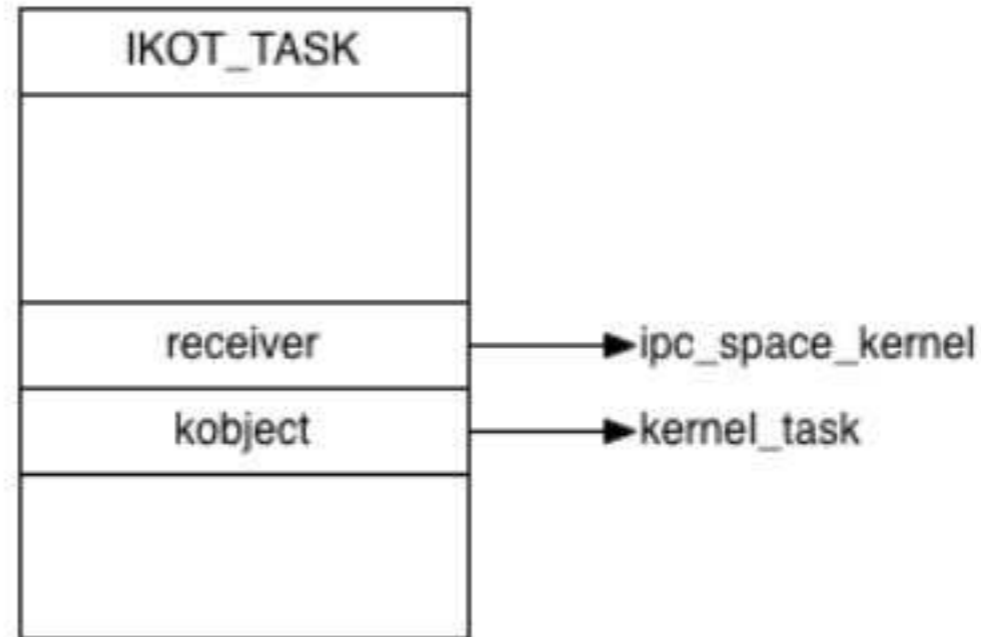 IKOT_TASK
receiver
ipc_space_kernel
kobject
kernel_task